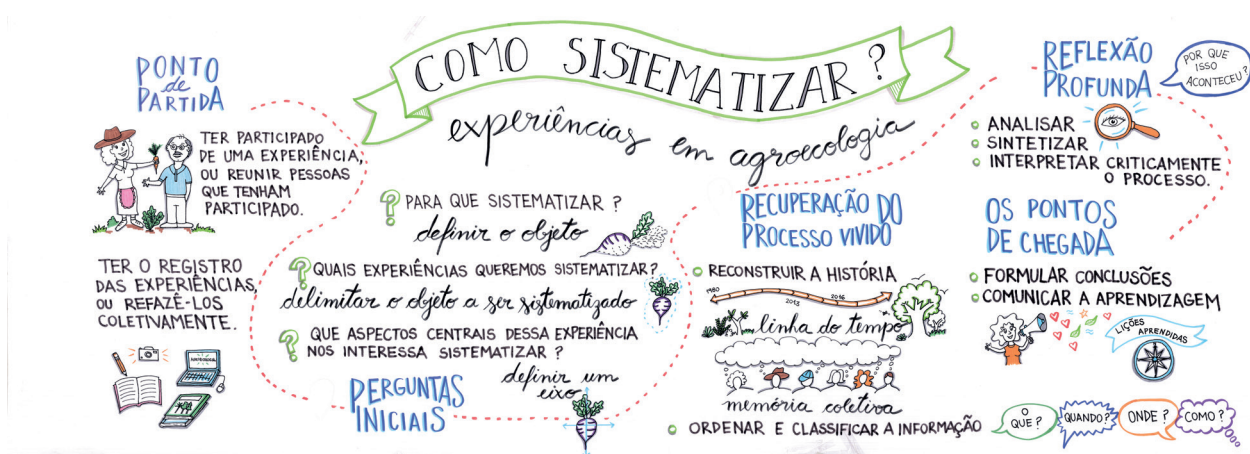 COMO SISTEMATIZAR?
experiências em agroecologia
PONTO
de
PARTIDA
TER PARTICIPADO
DE UMA EXPERIÊNCIA,
OU REUNIR PESSOAS
QUE TENHAM
PARTICIPADO.
TER O REGISTRO
DAS EXPERIÊNCIAS,
OU REFAZÊ-LOS
COLETIVAMENTE.
? PARA QUE SISTEMATIZAR?
definir o objeto
? QUAIS EXPERIÊNCIAS QUEREMOS SISTEMATIZAR?
delimitar o objeto a ser sistematizado
? QUE ASPECTOS CENTRAIS DESSA EXPERIÊNCIA
NOS INTERESSA SISTEMATIZAR?
definir um
eixo
PERGUNTAS
INICIAIS
RECUPERAÇÃO DO
PROCESSO VIVIDO
RECONSTRUIR A HISTÓRIA
1980
2013
2016
linha do tempo
memória coletiva
ORDENAR E CLASSIFICAR A INFORMAÇÃO
REFLEXÃO
PROFUNDA
POR QUE
ISSO
ACONTECEU?
ANALISAR
SINTETIZAR
INTERPRETAR CRITICAMENTE
O PROCESSO.
OS PONTOS
DE CHEGADA
FORMULAR CONCLUSÕES
COMUNICAR A APRENDIZAGEM
LIÇÕES
APRENDIDAS
O
QUE?
QUANDO?
ONDE?
COMO?